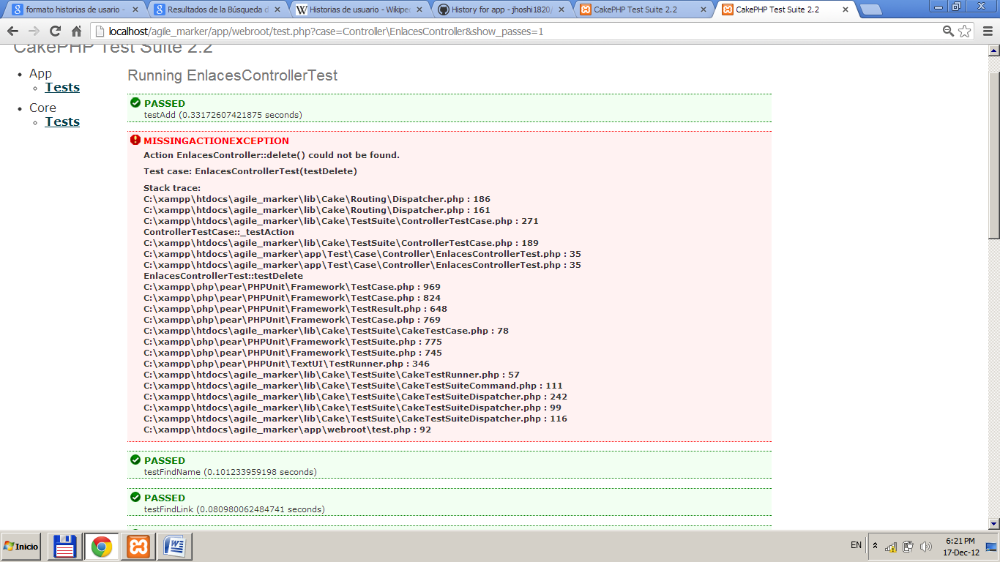 formato historias de usario -
Resultados de la Búsqueda d
Historias de usuario - Wikipe
History for app - jhoshi1820/
CakePHP Test Suite 2.2
CakePHP Test Suite 2.2
localhost/agile_marker/app/webroot/test.php?case=Controller\EnlacesController&show_passes=1
CakePHP Test Suite 2.2
App
Tests
Core
Tests
Running EnlacesControllerTest
PASSED
testAdd (0.33172607421875 seconds)
MISSINGACTIONEXCEPTION
Action EnlacesController::delete() could not be found.
Test case: EnlacesControllerTest(testDelete)
Stack trace:
C:\xampp\htdocs\agile_marker\lib\Cake\Routing\Dispatcher.php : 186
C:\xampp\htdocs\agile_marker\lib\Cake\Routing\Dispatcher.php : 161
C:\xampp\htdocs\agile_marker\lib\Cake\TestSuite\ControllerTestCase.php : 271
ControllerTestCase::_testAction
C:\xampp\htdocs\agile_marker\lib\Cake\TestSuite\ControllerTestCase.php : 189
C:\xampp\htdocs\agile_marker\app\Test\Case\Controller\EnlacesControllerTest.php : 35
C:\xampp\htdocs\agile_marker\app\Test\Case\Controller\EnlacesControllerTest.php : 35
EnlacesControllerTest::testDelete
C:\xampp\php\pear\PHPUnit\Framework\TestCase.php : 969
C:\xampp\php\pear\PHPUnit\Framework\TestCase.php : 824
C:\xampp\php\pear\PHPUnit\Framework\TestResult.php : 648
C:\xampp\php\pear\PHPUnit\Framework\TestCase.php : 769
C:\xampp\htdocs\agile_marker\lib\Cake\TestSuite\CakeTestCase.php : 78
C:\xampp\php\pear\PHPUnit\Framework\TestSuite.php : 775
C:\xampp\php\pear\PHPUnit\Framework\TestSuite.php : 745
C:\xampp\php\pear\PHPUnit\TextUI\TestRunner.php : 346
C:\xampp\htdocs\agile_marker\lib\Cake\TestSuite\CakeTestRunner.php : 57
C:\xampp\htdocs\agile_marker\lib\Cake\TestSuite\CakeTestSuiteCommand.php : 111
C:\xampp\htdocs\agile_marker\lib\Cake\TestSuite\CakeTestSuiteDispatcher.php : 242
C:\xampp\htdocs\agile_marker\lib\Cake\TestSuite\CakeTestSuiteDispatcher.php : 99
C:\xampp\htdocs\agile_marker\lib\Cake\TestSuite\CakeTestSuiteDispatcher.php : 116
C:\xampp\htdocs\agile_marker\app\webroot\test.php : 92
PASSED
testFindName (0.101233959198 seconds)
PASSED
testFindLink (0.080980062484741 seconds)
Inicio
EN
6:21 PM
17-Dec-12